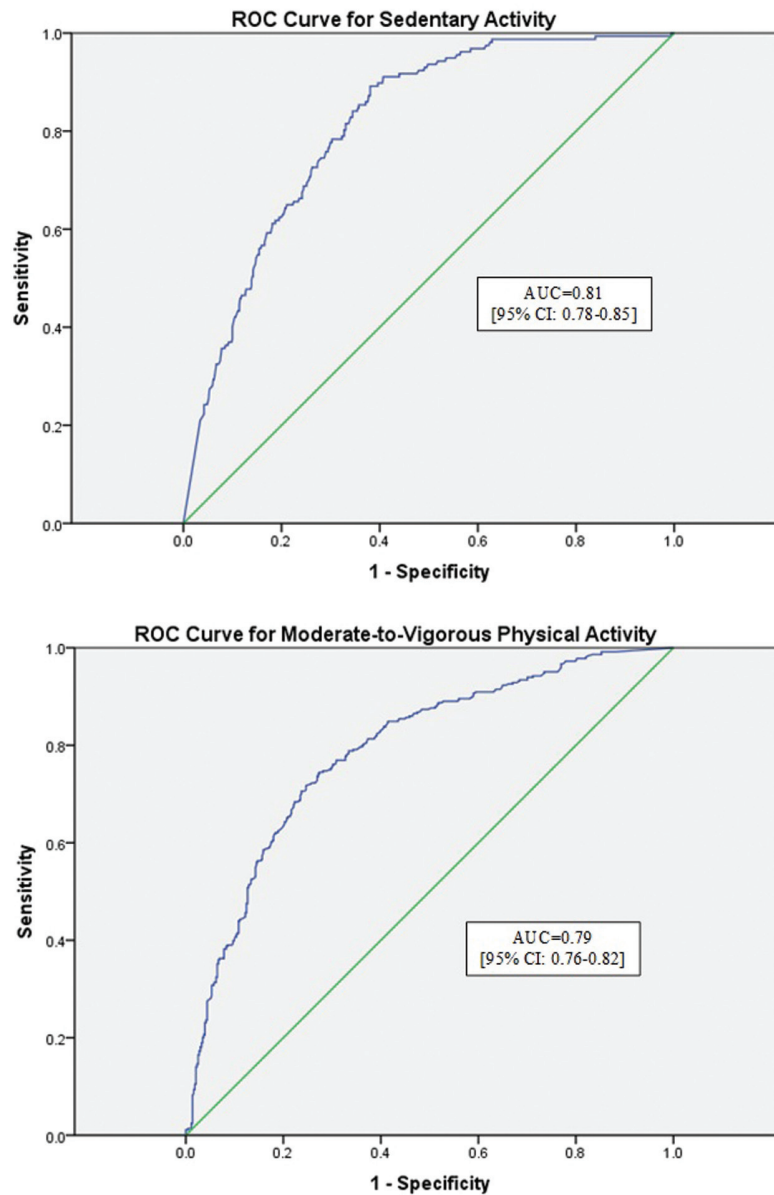 ROC Curve for Sedentary Activity
1.0
0.8
0.6
0.4
0.2
0.0
Sensitivity
AUC=0.81
[95% CI: 0.78-0.85]
0.0 0.2 0.4 0.6 0.8 1.0
1 - Specificity
ROC Curve for Moderate-to-Vigorous Physical Activity
1.0
0.8
0.6
0.4
0.2
0.0
Sensitivity
AUC=0.79
[95% CI: 0.76-0.82]
0.0 0.2 0.4 0.6 0.8 1.0
1 - Specificity